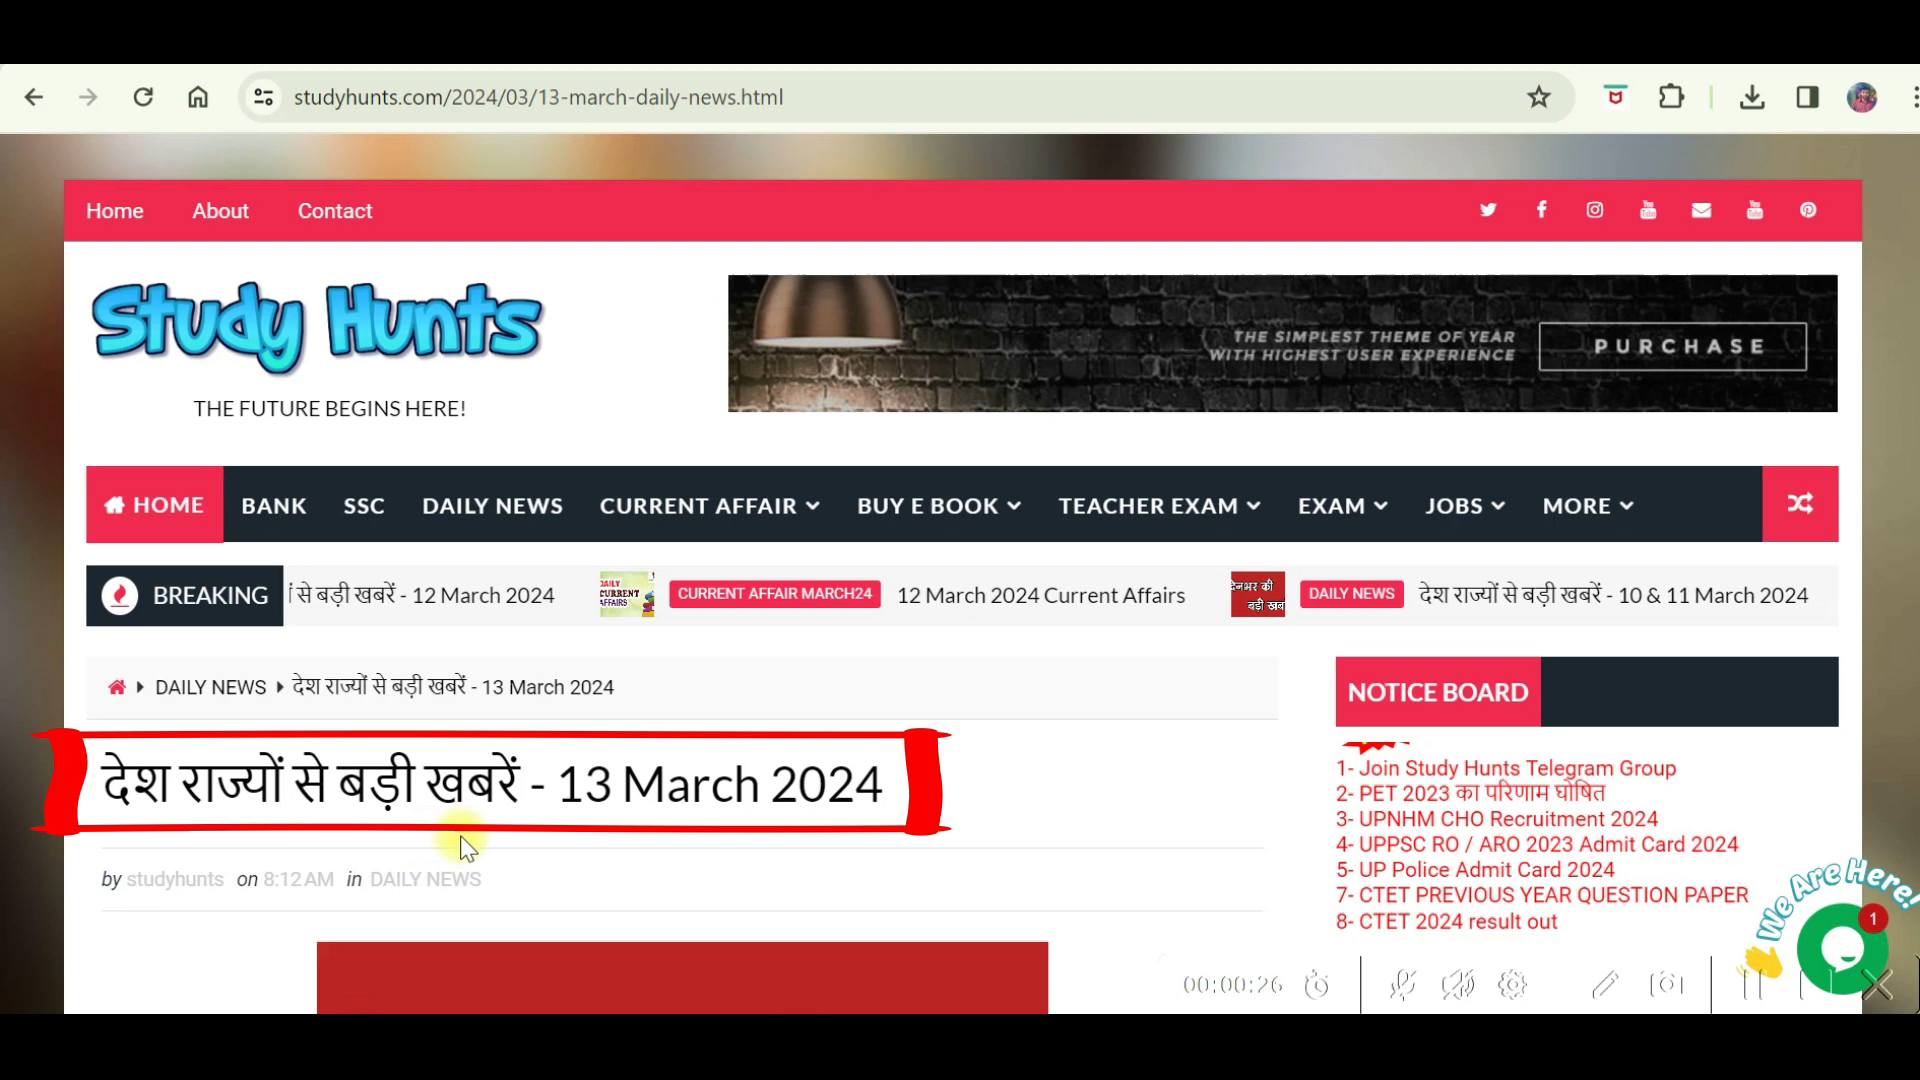 studyhunts.com/2024/03/13-march-daily-news.html
Home About Contact
Study Hunts
THE FUTURE BEGINS HERE!
THE SIMPLEST THEME OF YEAR
WITH HIGHEST USER EXPERIENCE
PURCHASE
HOME BANK SSC DAILY NEWS CURRENT AFFAIR BUY E BOOK TEACHER EXAM EXAM JOBS MORE
BREAKING से बड़ी खबरें - 12 March 2024 DAILY CURRENT AFFAIRS CURRENT AFFAIR MARCH24 12 March 2024 Current Affairs दिनभर की बड़ी खब DAILY NEWS देश राज्यों से बड़ी खबरें - 10 & 11 March 2024
DAILY NEWS देश राज्यों से बड़ी खबरें - 13 March 2024
देश राज्यों से बड़ी खबरें - 13 March 2024
by studyhunts on 8:12 AM in DAILY NEWS
NOTICE BOARD
1- Join Study Hunts Telegram Group
2- PET 2023 का परिणाम घोषित
3- UPNHM CHO Recruitment 2024
4- UPPSC RO / ARO 2023 Admit Card 2024
5- UP Police Admit Card 2024
7- CTET PREVIOUS YEAR QUESTION PAPER
8- CTET 2024 result out
We Are Here!
1
00:00:26